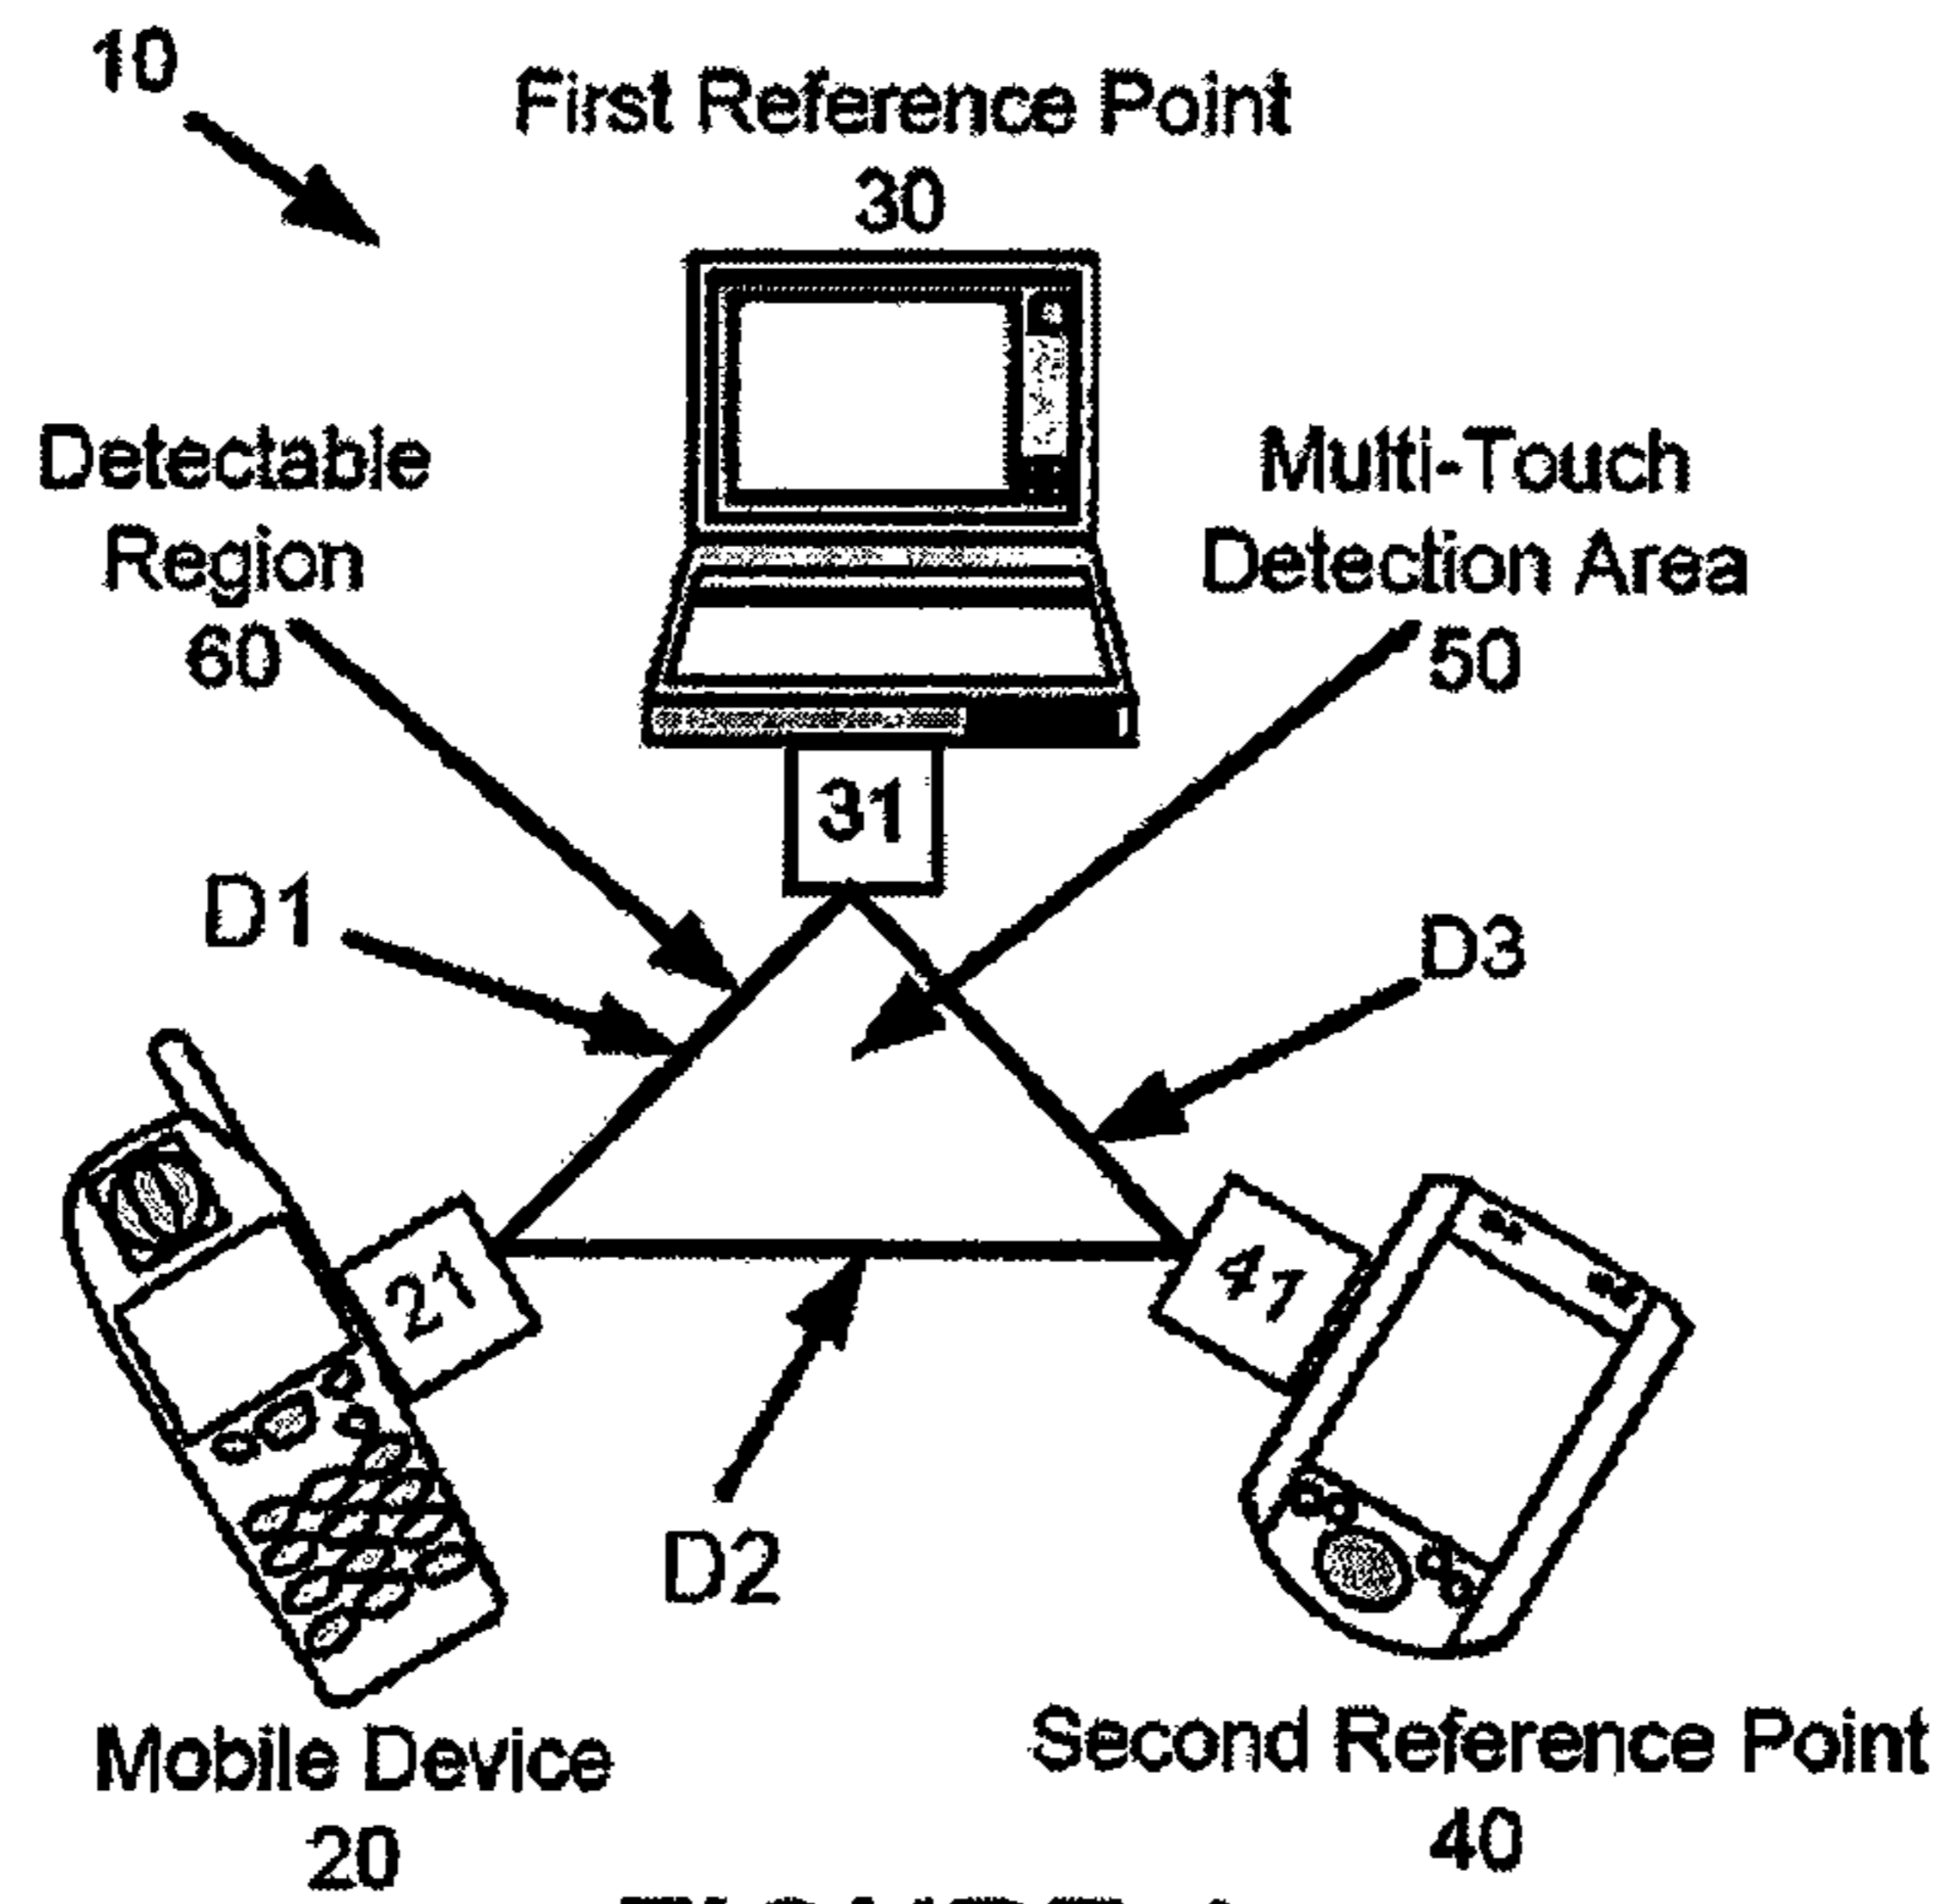 10
First Reference Point
30
Detectable
Region
60
Multi-Touch
Detection Area
50
31
D1
D3
21
41
D2
Mobile Device
20
Second Reference Point
40